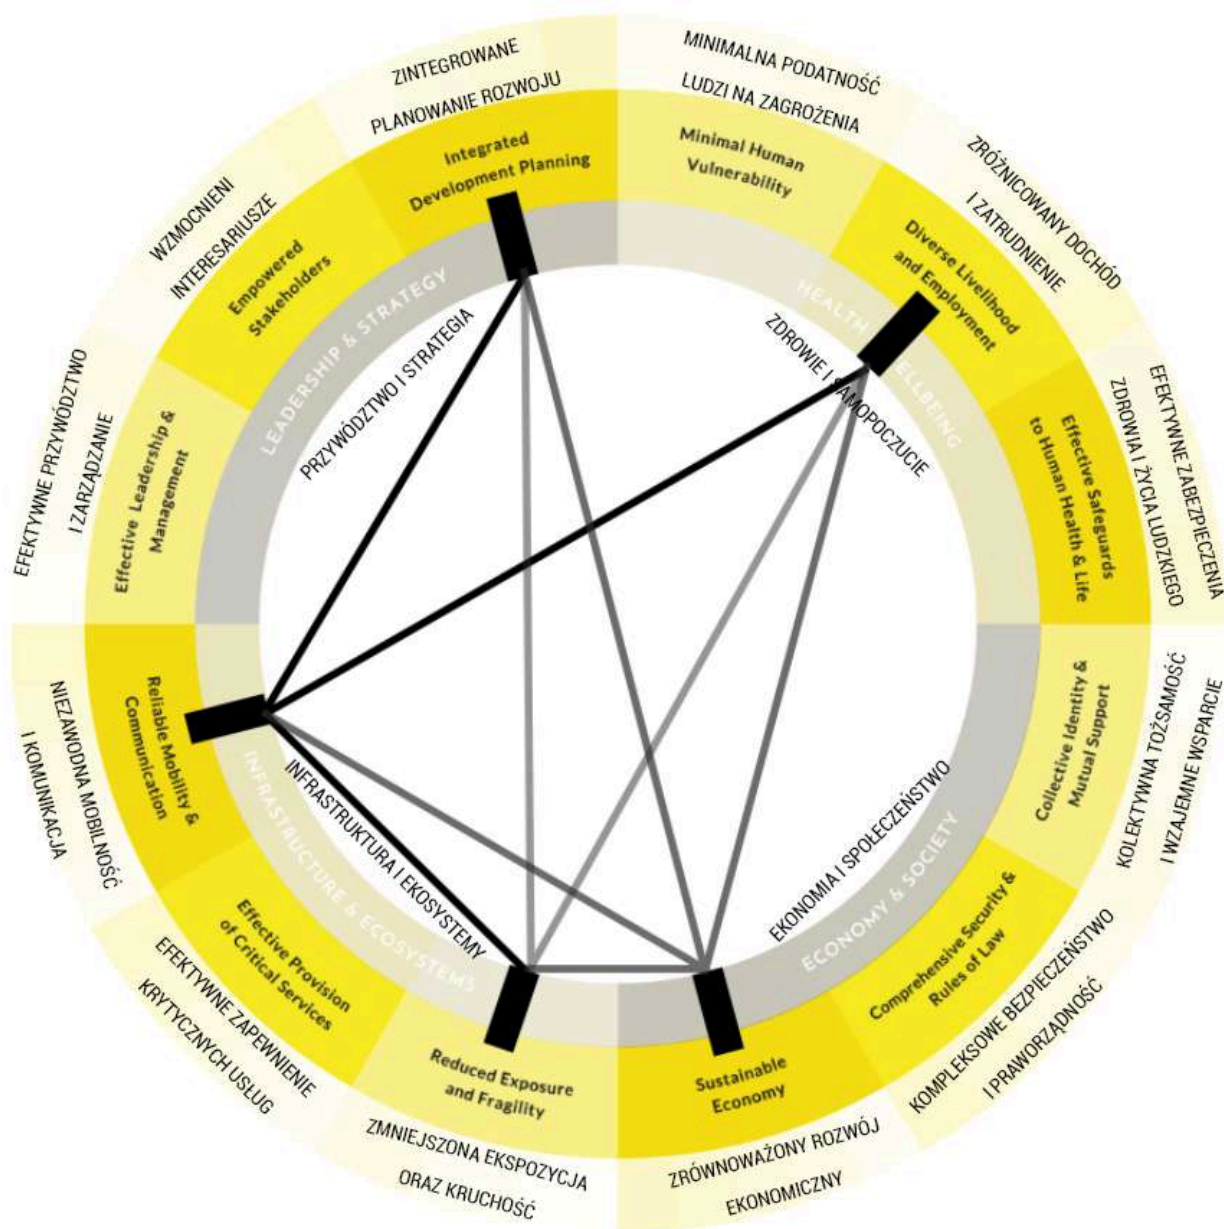 ZINTEGROWANE
PLANOWANIE ROZWOJU
Integrated
Development Planning
MINIMALNA PODATNOŚĆ
LUDZI NA ZAGROŻENIA
Minimal Human
Vulnerability
ZRÓŻNICOWANY DOCHÓD
I ZATRUDNIENIE
Diverse Livelihood
and Employment
EFEKTYWNE ZABEZPIECZENIA
ZDROWIA I ŻYCIA LUDZKIEGO
Effective Safeguards
to Human Health & Life
KOLEKTYWNA TOŻSAMOŚĆ
I WZAJEMNE WSPARCIE
Collective Identity &
Mutual Support
KOMPLEKSOWE BEZPIECZEŃSTWO
I PRAWORZĄDNOŚĆ
Comprehensive Security &
Rules of Law
Sustainable
Economy
ZRÓWNOWAŻONY ROZWÓJ
EKONOMICZNY
Reduced Exposure
and Fragility
ZMNIEJSZONA EKSPOZYCJA
ORAZ KRUCHOŚĆ
Effective Provision
of Critical Services
EFEKTYWNE ZAPEWNIENIE
KRYTYCZNYCH USŁUG
Reliable Mobility &
Communication
NIEZAWODNA MOBILNOŚĆ
I KOMUNIKACJA
EFEKTYWNE PRZYWÓDZTWO
I ZARZĄDZANIE
Effective Leadership &
Management
WZMOCNIENI
INTERESARIUSZE
Empowered
Stakeholders
LEADERSHIP & STRATEGY
PRZYWÓDZTWO I STRATEGIA
HEALTH ELLBEING
ZDROWIE I SAMOPOCZUCIE
ECONOMY & SOCIETY
EKONOMIA I SPOŁECZEŃSTWO
INFRASTRUCTURE & ECOSYSTEMS
INFRASTRUKTURA I EKOSYSTEMY